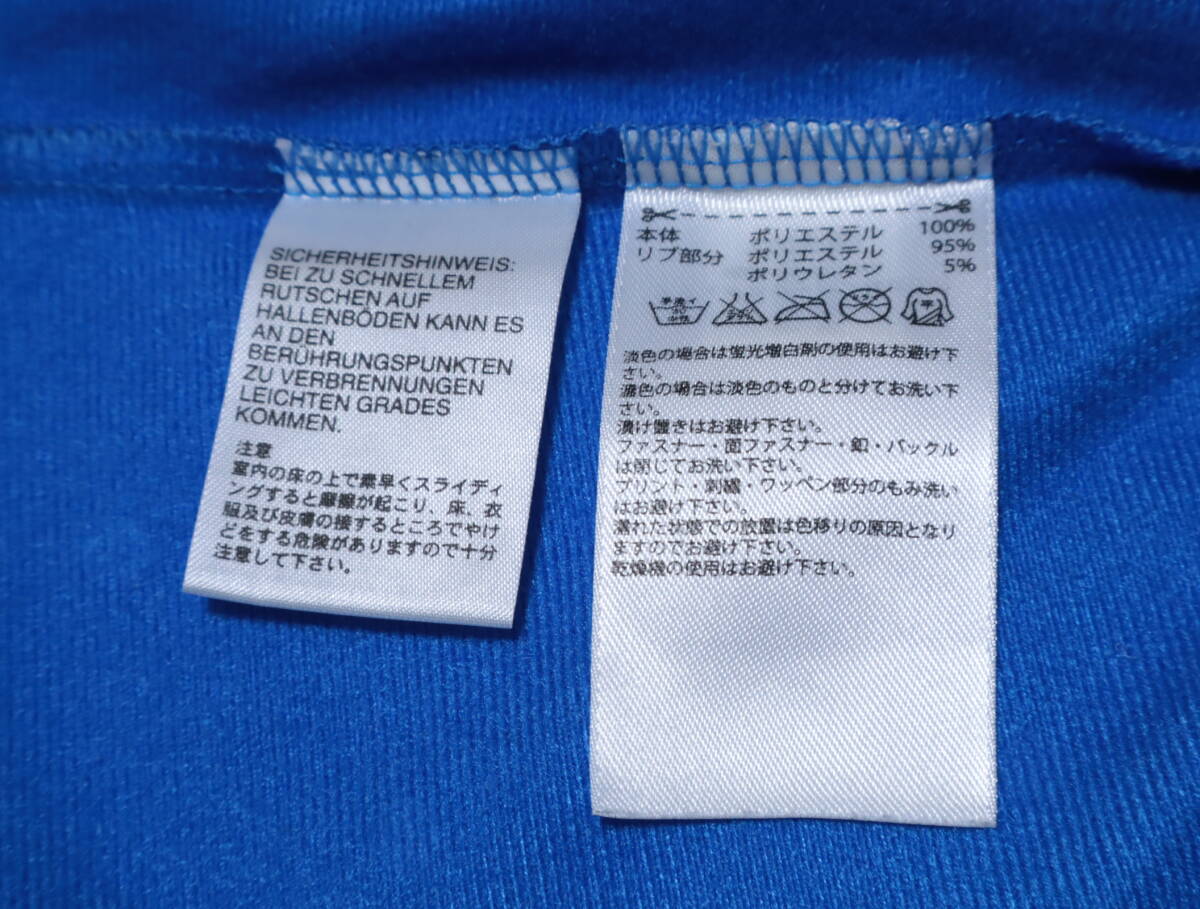 SICHERHEITSHINWEIS:
BEI ZU SCHNELLEM
RUTSCHEN AUF
HALLENBÖDEN KANN ES
AN DEN
BERÜHRUNGSPUNKTEN
ZU VERBRENNUNGEN
LEICHTEN GRADES
KOMMEN.
注意
室内の床の上で素早くスライディ
ングすると摩擦が起こり、床、衣
服及び皮膚の接するところでやけ
どをする危険がありますので十分
注意して下さい。
本体 ポリエステル 100%
リブ部分 ポリエステル 95%
ポリウレタン 5%
手洗イ
平
淡色の場合は蛍光増白剤の使用はお避け下
さい。
濃色の場合は淡色のものと分けてお洗い下
さい。
漬け置きはお避け下さい。
ファスナー・面ファスナー・釦・バックル
は閉じてお洗い下さい。
プリント・刺繍・ワッペン部分のもみ洗い
はお避け下さい。
濡れた状態での放置は色移りの原因となり
ますのでお避け下さい。
乾燥機の使用はお避け下さい。